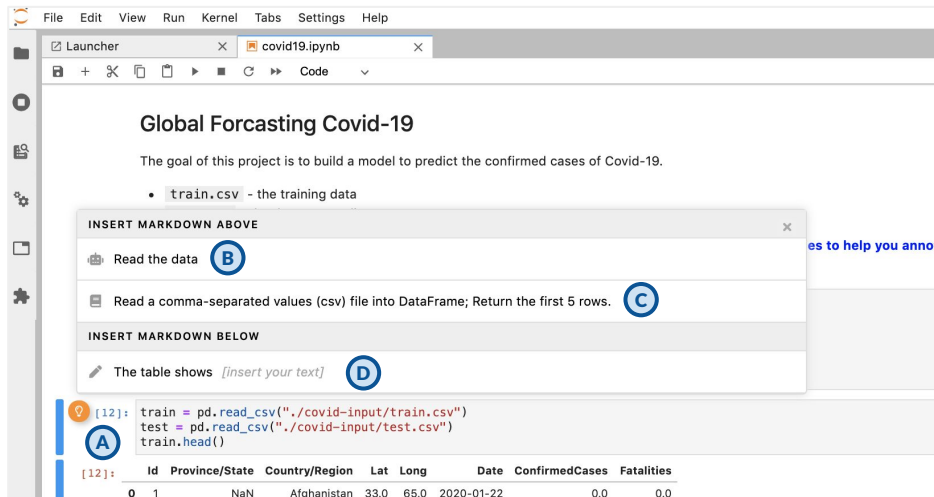 File Edit View Run Kernel Tabs Settings Help
Launcher covid19.ipynb
Code
Global Forcasting Covid-19
The goal of this project is to build a model to predict the confirmed cases of Covid-19.
• train.csv - the training data
INSERT MARKDOWN ABOVE
es to help you anno
Read the data B
Read a comma-separated values (csv) file into DataFrame; Return the first 5 rows. C
INSERT MARKDOWN BELOW
The table shows [insert your text] D
[12]: train = pd.read_csv("./covid-input/train.csv")
test = pd.read_csv("./covid-input/test.csv")
A train.head()
[12]: Id Province/State Country/Region Lat Long Date ConfirmedCases Fatalities
0 1 NaN Afghanistan 33.0 65.0 2020-01-22 0.0 0.0